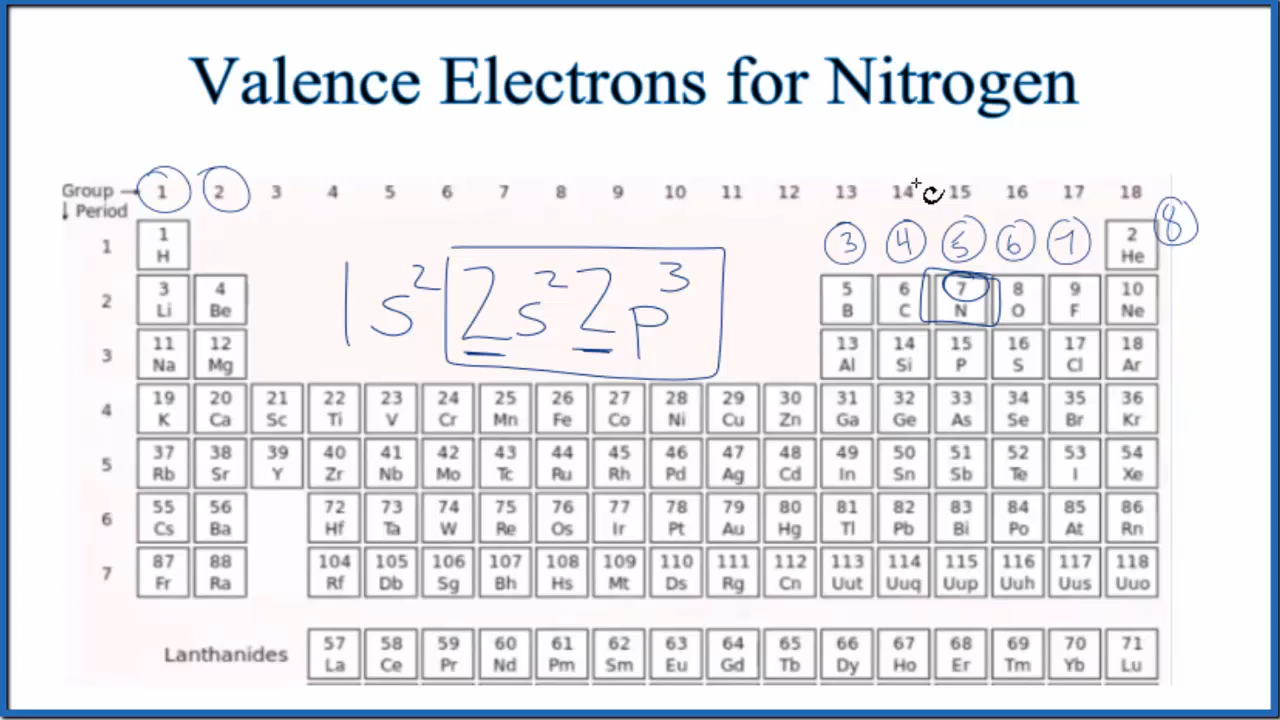 Valence Electrons for Nitrogen
Group → 1 2 3 4 5 6 7 8 9 10 11 12 13 14 15 16 17 18
↓ Period
3 4 5 6 7 8
1 1 2
H He
1s² 2s² 2p³
2 3 4 5 6 7 8 9 10
Li Be B C N O F Ne
3 11 12 13 14 15 16 17 18
Na Mg Al Si P S Cl Ar
4 19 20 21 22 23 24 25 26 27 28 29 30 31 32 33 34 35 36
K Ca Sc Ti V Cr Mn Fe Co Ni Cu Zn Ga Ge As Se Br Kr
5 37 38 39 40 41 42 43 44 45 46 47 48 49 50 51 52 53 54
Rb Sr Y Zr Nb Mo Tc Ru Rh Pd Ag Cd In Sn Sb Te I Xe
6 55 56 72 73 74 75 76 77 78 79 80 81 82 83 84 85 86
Cs Ba Hf Ta W Re Os Ir Pt Au Hg Tl Pb Bi Po At Rn
7 87 88 104 105 106 107 108 109 110 111 112 113 114 115 116 117 118
Fr Ra Rf Db Sg Bh Hs Mt Ds Rg Cn Uut Uuq Uup Uuh Uus Uuo
Lanthanides 57 58 59 60 61 62 63 64 65 66 67 68 69 70 71
La Ce Pr Nd Pm Sm Eu Gd Tb Dy Ho Er Tm Yb Lu